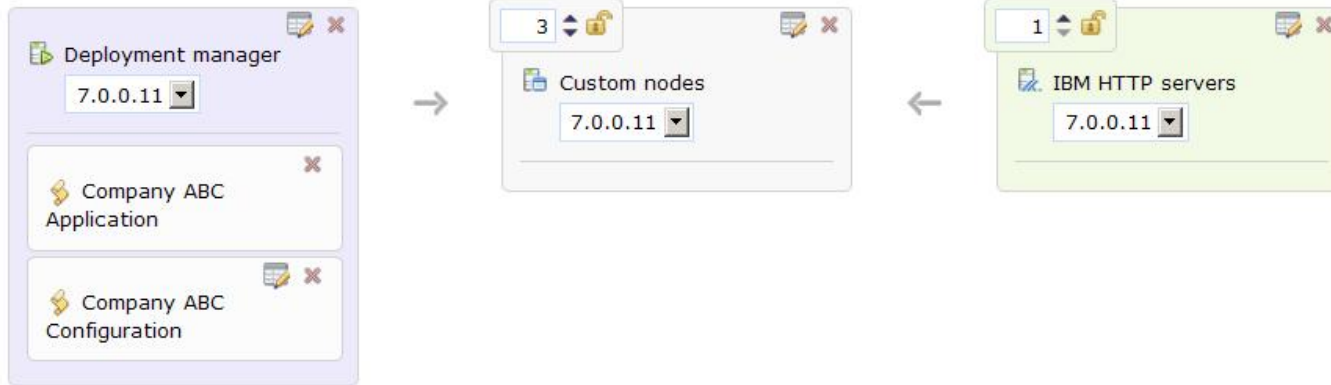 Deployment manager
7.0.0.11
Company ABC
Application
Company ABC
Configuration
3
Custom nodes
7.0.0.11
1
IBM HTTP servers
7.0.0.11